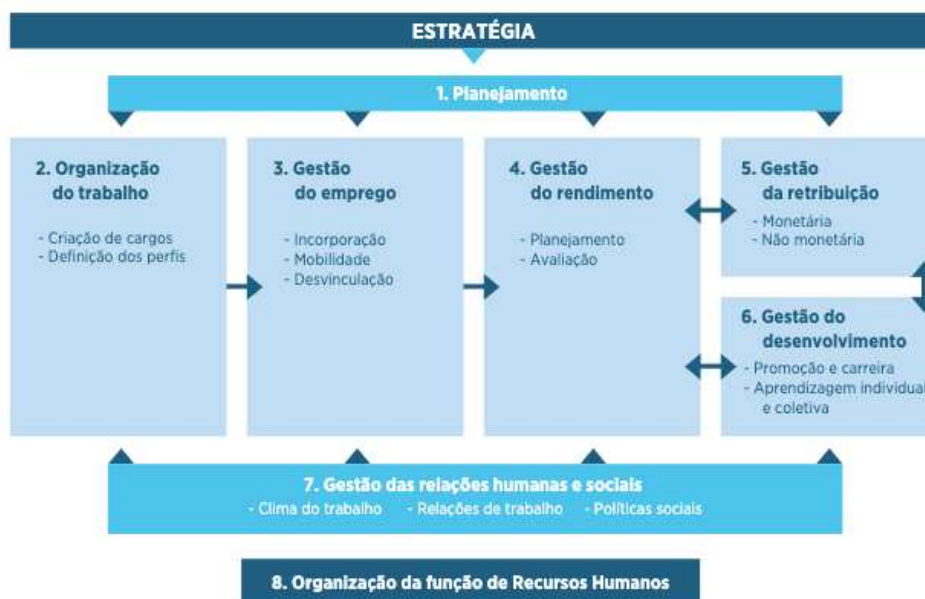 ESTRATÉGIA
1. Planejamento
2. Organização
do trabalho
- Criação de cargos
- Definição dos perfis
3. Gestão
do emprego
- Incorporação
- Mobilidade
- Desvinculação
4. Gestão
do rendimento
- Planejamento
- Avaliação
5. Gestão
da retribuição
- Monetária
- Não monetária
6. Gestão do
desenvolvimento
- Promoção e carreira
- Aprendizagem individual
e coletiva
7. Gestão das relações humanas e sociais
- Clima do trabalho - Relações de trabalho - Políticas sociais
8. Organização da função de Recursos Humanos